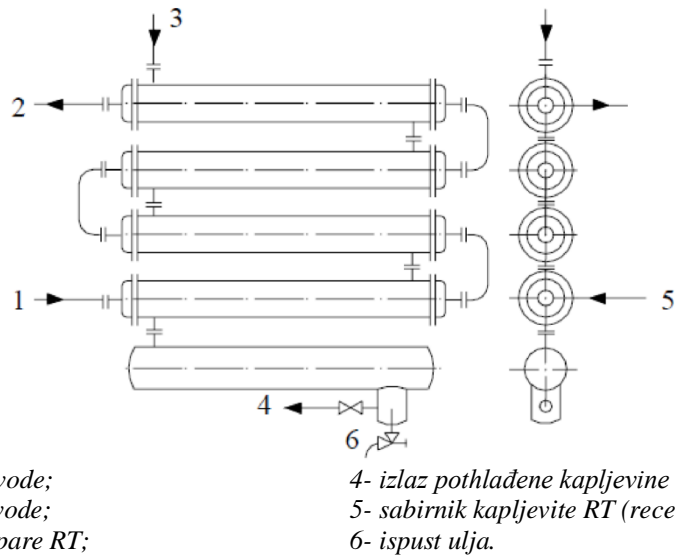 3
2
1
5
4
6
vode; 4- izlaz pothlađene kapljevine
vode; 5- sabirnik kapljevite RT (rece
pare RT; 6- ispust ulja.